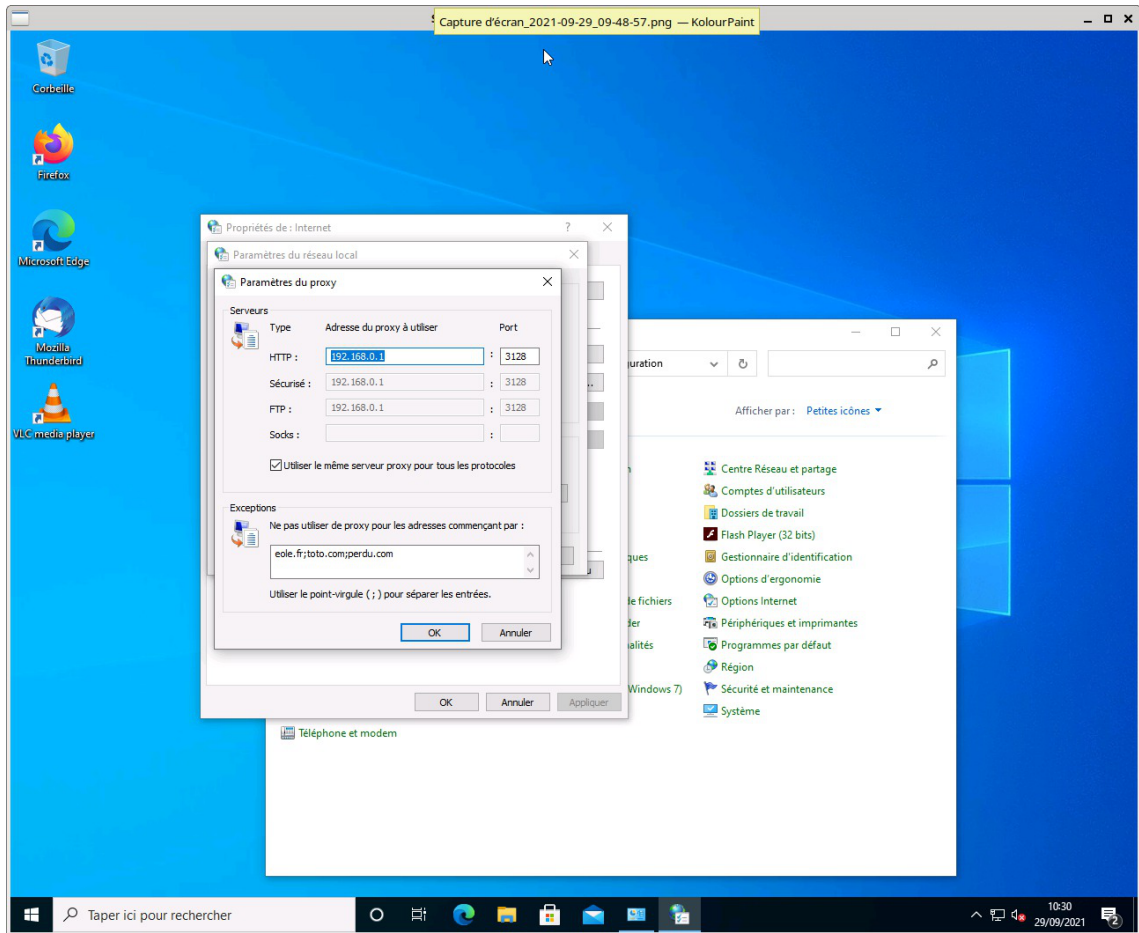 Capture d'écran_2021-09-29_09-48-57.png — KolourPaint
Corbeille
Firefox
Microsoft Edge
Mozilla
Thunderbird
VLC media player
Propriétés de : Internet
Paramètres du réseau local
Paramètres du proxy
Serveurs
Type Adresse du proxy à utiliser Port
HTTP : 192.168.0.1 : 3128
Sécurisé : 192.168.0.1 : 3128
FTP : 192.168.0.1 : 3128
Socks : :
Utiliser le même serveur proxy pour tous les protocoles
Exceptions
Ne pas utiliser de proxy pour les adresses commençant par :
eole.fr;toto.com;perdu.com
Utiliser le point-virgule ( ; ) pour séparer les entrées.
OK Annuler
OK Annuler Appliquer
Afficher par : Petites icônes
Centre Réseau et partage
Comptes d'utilisateurs
Dossiers de travail
Flash Player (32 bits)
ques Gestionnaire d'identification
Options d'ergonomie
de fichiers Options Internet
Périphériques et imprimantes
alités Programmes par défaut
Région
Windows 7) Sécurité et maintenance
Système
Téléphone et modem
Taper ici pour rechercher
10:30
29/09/2021
2